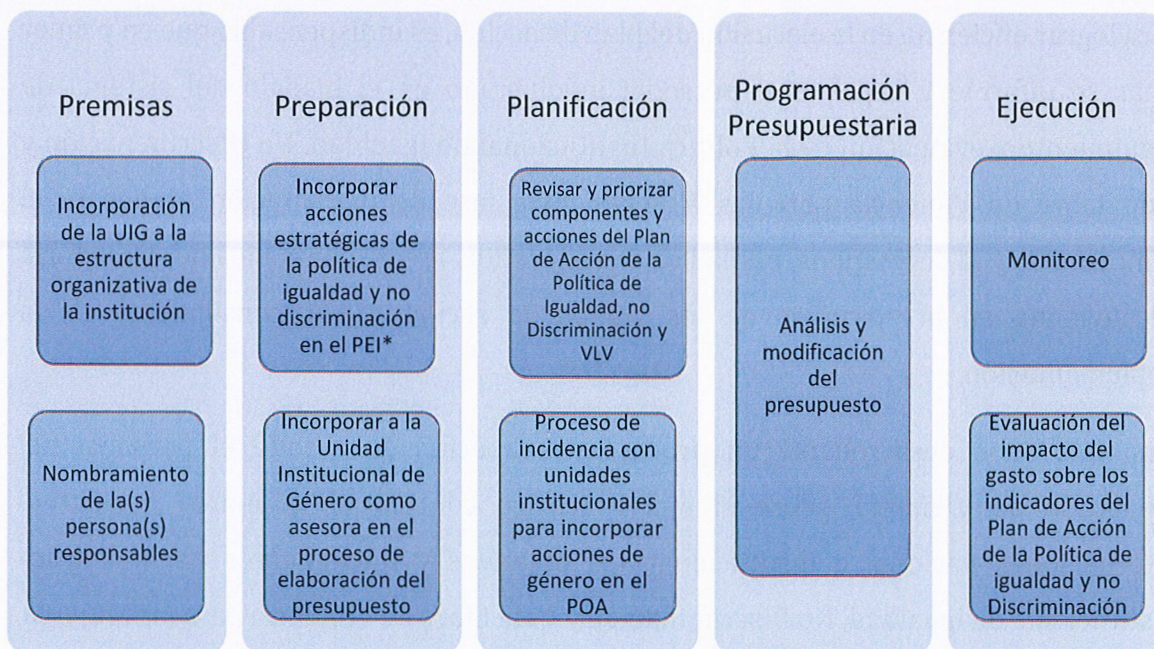 Premisas
Incorporación
de la UIG a la
estructura
organizativa de
la institución
Nombramiento
de la(s)
persona(s)
responsables
Preparación
Incorporar
acciones
estratégicas de
la política de
igualdad y no
discriminación
en el PEI*
Incorporar a la
Unidad
Institucional de
Género como
asesora en el
proceso de
elaboración del
presupuesto
Planificación
Revisar y priorizar
componentes y
acciones del Plan
de Acción de la
Política de
Igualdad, no
Discriminación y
VLV
Proceso de
incidencia con
unidades
institucionales
para incorporar
acciones de
género en el
POA
Programación
Presupuestaria
Análisis y
modificación
del
presupuesto
Ejecución
Monitoreo
Evaluación del
impacto del
gasto sobre los
indicadores del
Plan de Acción
de la Política de
igualdad y no
Discriminación